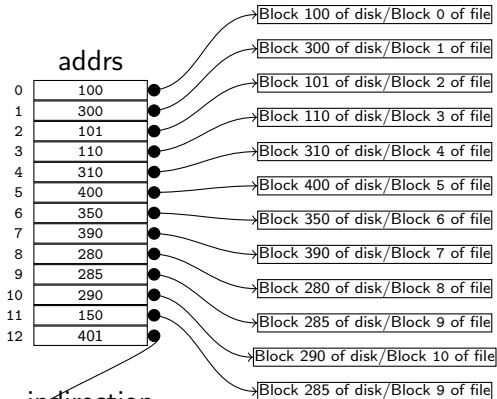 addrs
0 100
1 300
2 101
3 110
4 310
5 400
6 350
7 390
8 280
9 285
10 290
11 150
12 401
indirection
Block 100 of disk/Block 0 of file
Block 300 of disk/Block 1 of file
Block 101 of disk/Block 2 of file
Block 110 of disk/Block 3 of file
Block 310 of disk/Block 4 of file
Block 400 of disk/Block 5 of file
Block 350 of disk/Block 6 of file
Block 390 of disk/Block 7 of file
Block 280 of disk/Block 8 of file
Block 285 of disk/Block 9 of file
Block 290 of disk/Block 10 of file
Block 285 of disk/Block 9 of file